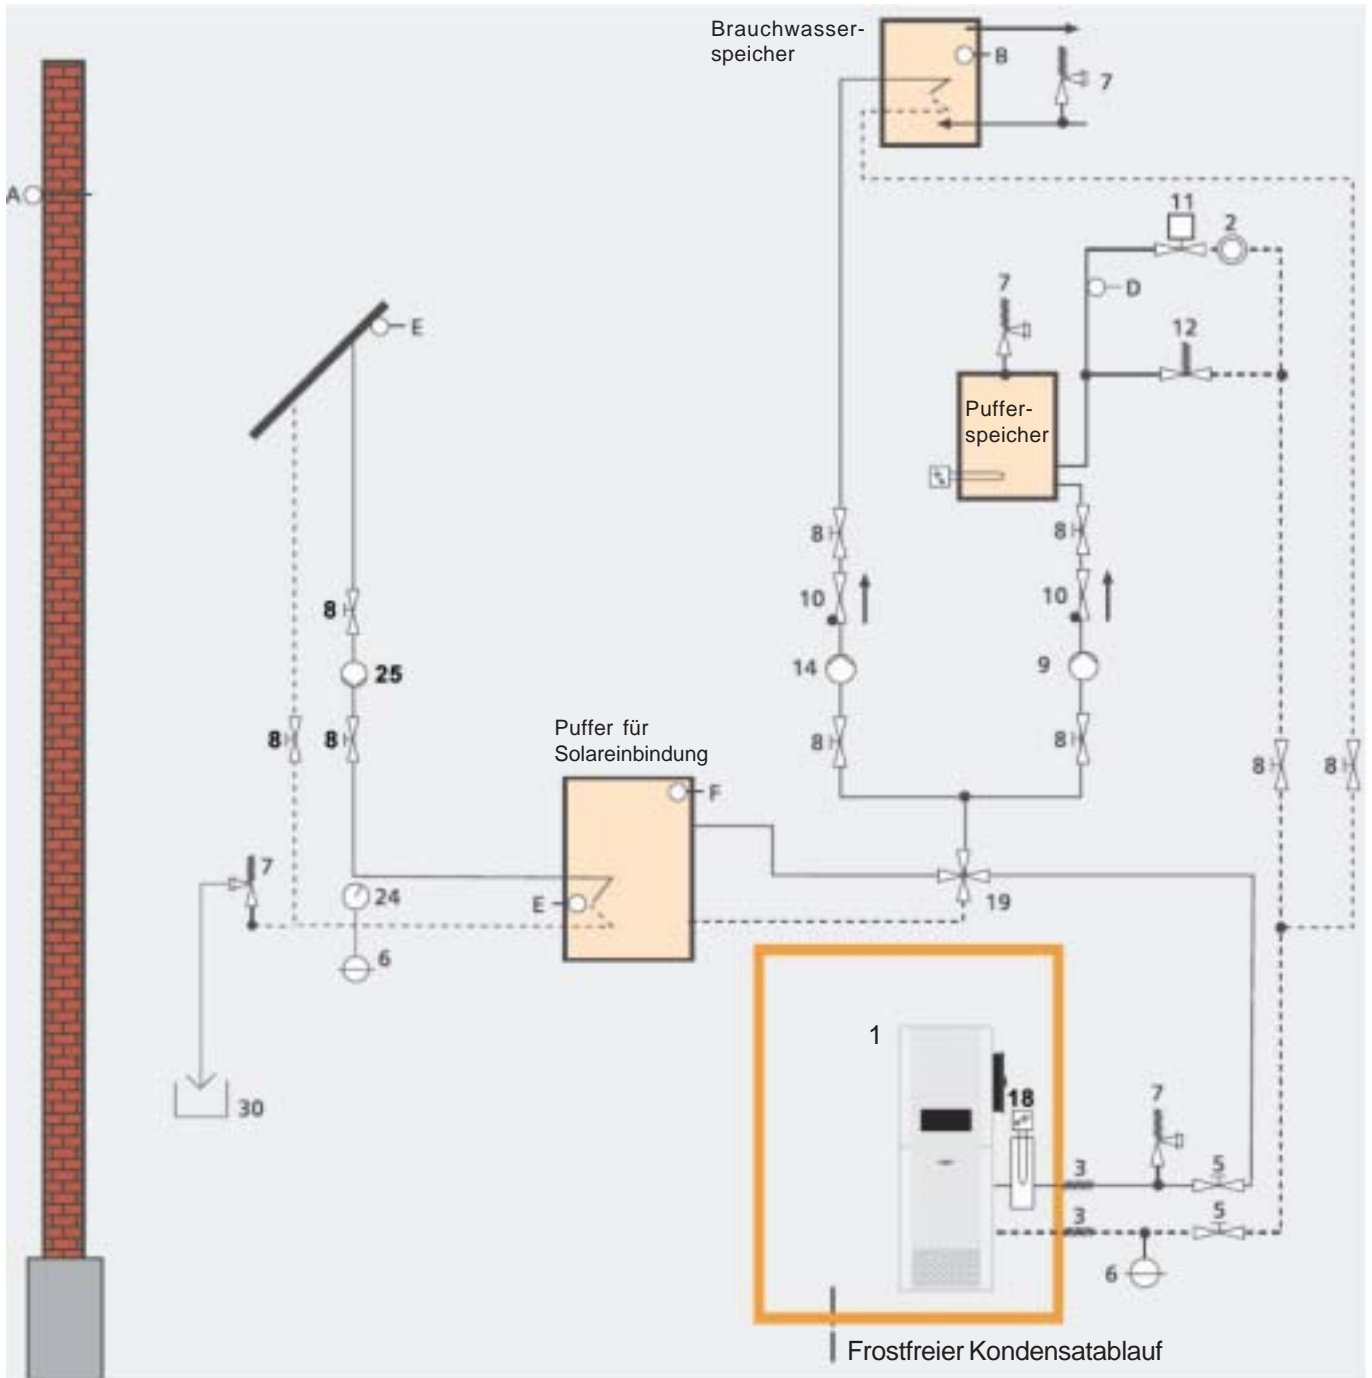 Brauchwasser-
speicher
B
7
A
11
2
7
D
E
12
Puffer-
speicher
8
8
8
10
10
25
14
9
8
8
Puffer für
Solareinbindung
8
8
8
8
F
7
24
19
E
6
1
30
18
7
3
5
3
5
6
Frostfreier Kondensatablauf